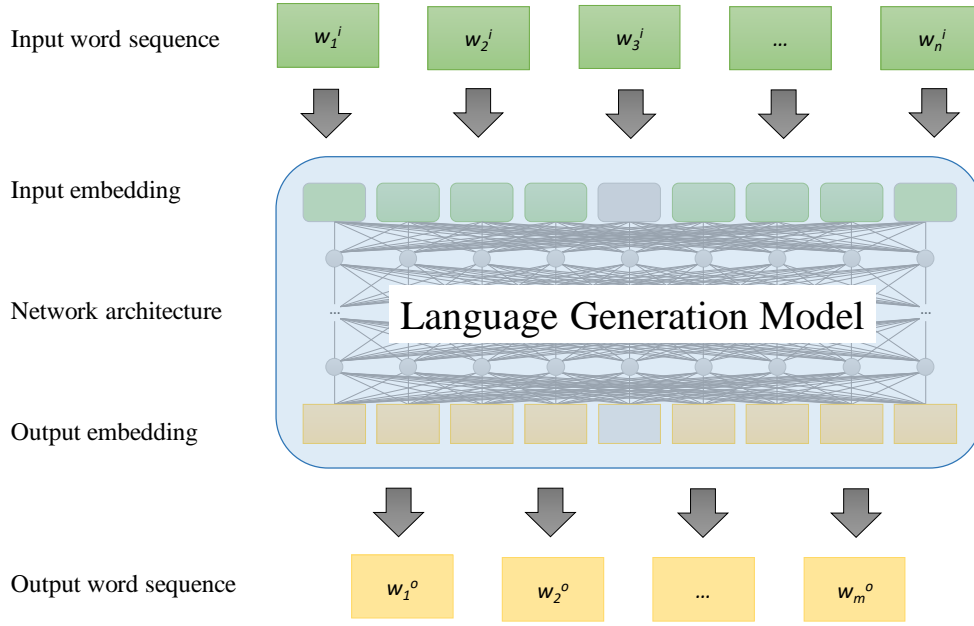 Input word sequence
w₁ⁱ w₂ⁱ w₃ⁱ ... wₙⁱ
Input embedding
Network architecture
... Language Generation Model ...
Output embedding
Output word sequence
w₁ᵒ w₂ᵒ ... wₘᵒ